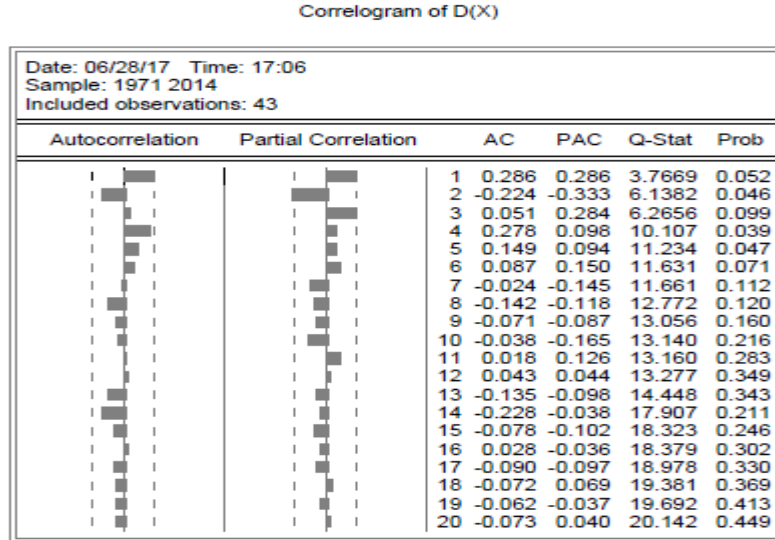 Correlogram of D(X)
Date: 06/28/17 Time: 17:06
Sample: 1971 2014
Included observations: 43
Autocorrelation Partial Correlation AC PAC Q-Stat Prob
1 0.286 0.286 3.7669 0.052
2 -0.224 -0.333 6.1382 0.046
3 0.051 0.284 6.2656 0.099
4 0.278 0.098 10.107 0.039
5 0.149 0.094 11.234 0.047
6 0.087 0.150 11.631 0.071
7 -0.024 -0.145 11.661 0.112
8 -0.142 -0.118 12.772 0.120
9 -0.071 -0.087 13.056 0.160
10 -0.038 -0.165 13.140 0.216
11 0.018 0.126 13.160 0.283
12 0.043 0.044 13.277 0.349
13 -0.135 -0.098 14.448 0.343
14 -0.228 -0.038 17.907 0.211
15 -0.078 -0.102 18.323 0.246
16 0.028 -0.036 18.379 0.302
17 -0.090 -0.097 18.978 0.330
18 -0.072 0.069 19.381 0.369
19 -0.062 -0.037 19.692 0.413
20 -0.073 0.040 20.142 0.449